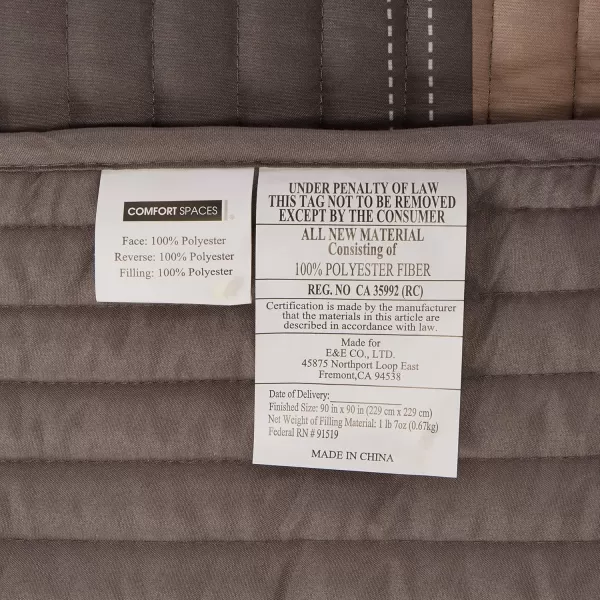 COMFORT SPACES
Face: 100% Polyester
Reverse: 100% Polyester
Filling: 100% Polyester
UNDER PENALTY OF LAW
THIS TAG NOT TO BE REMOVED
EXCEPT BY THE CONSUMER
ALL NEW MATERIAL
Consisting of
100% POLYESTER FIBER
REG. NO CA 35992 (RC)
Certification is made by the manufacturer
that the materials in this article are
described in accordance with law.
Made for
E&E CO., LTD.
45875 Northport Loop East
Fremont,CA 94538
Date of Delivery:
Finished Size: 90 in x 90 in (229 cm x 229 cm)
Net Weight of Filling Material: 1 lb 7oz (0.67kg)
Federal RN # 91519
MADE IN CHINA